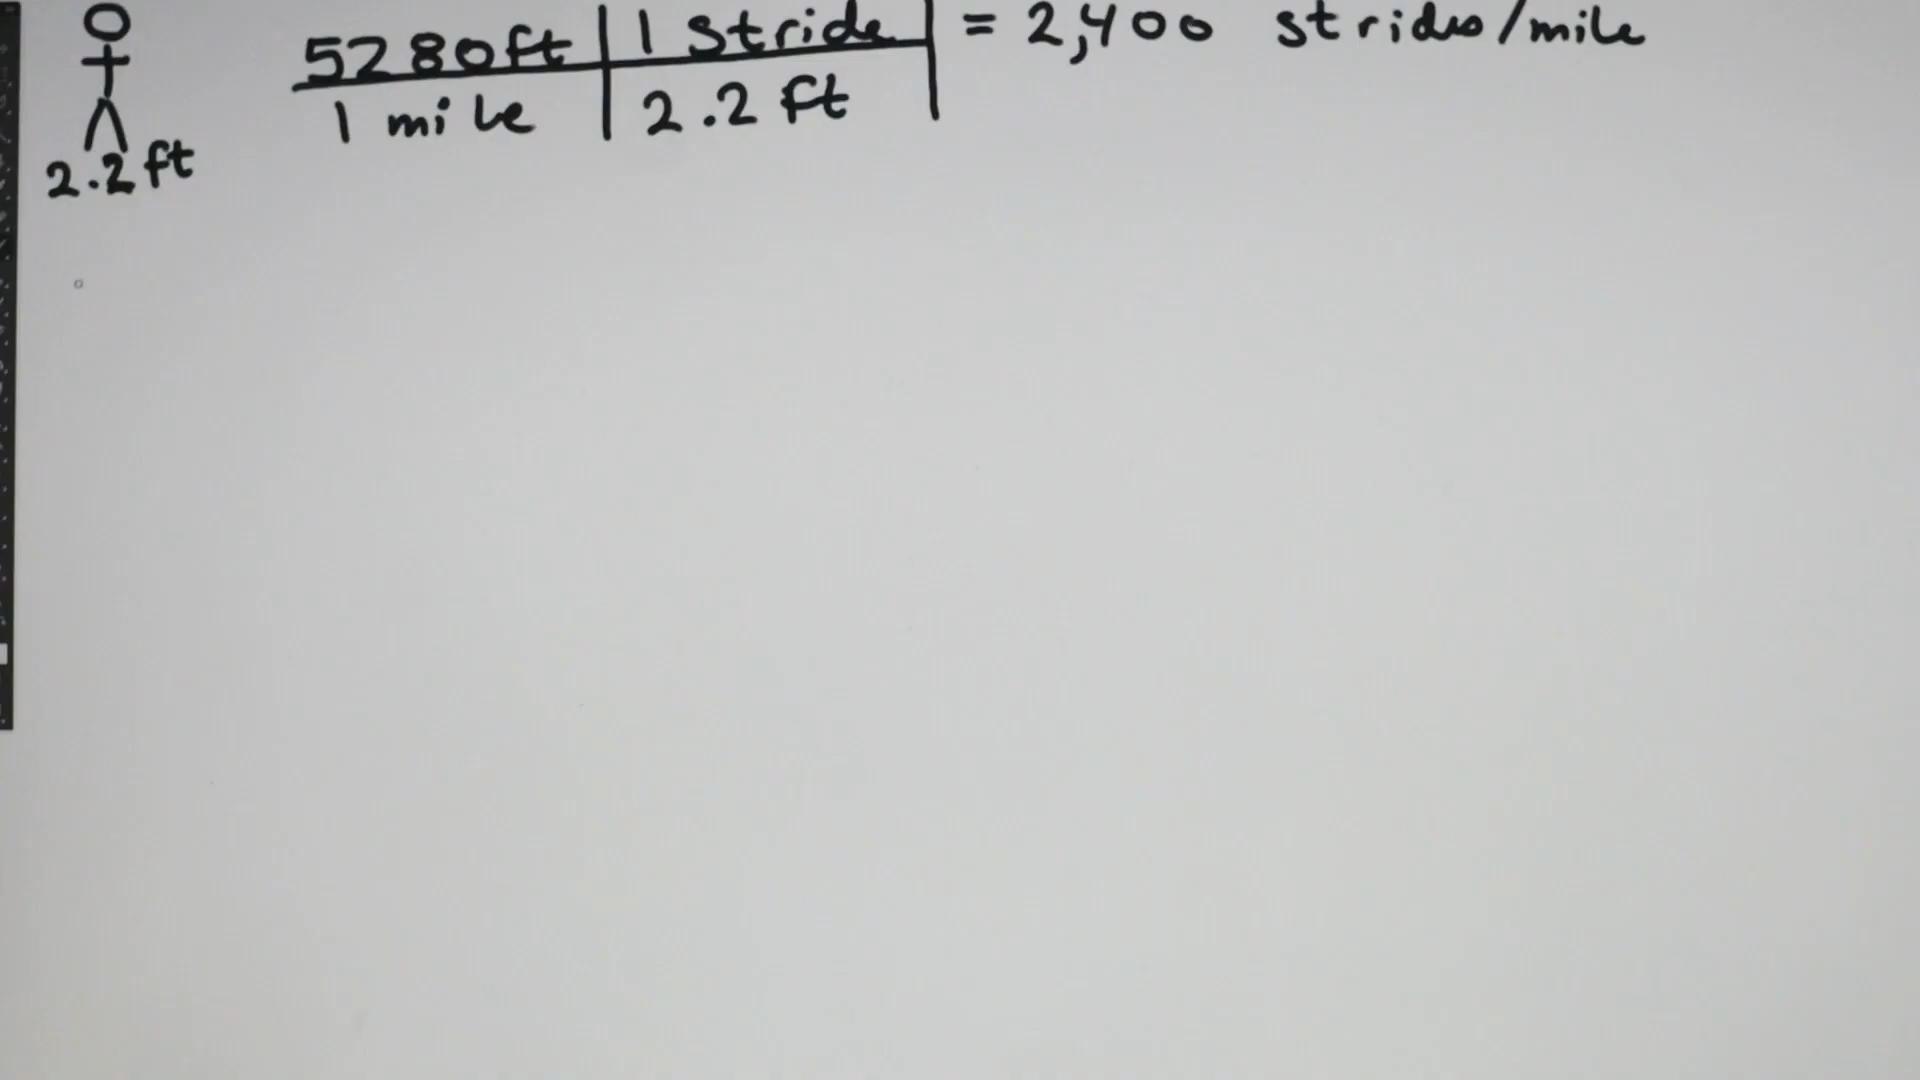 5280ft | 1 stride | = 2,400 strides/mile
1 mile | 2.2 ft
2.2 ft